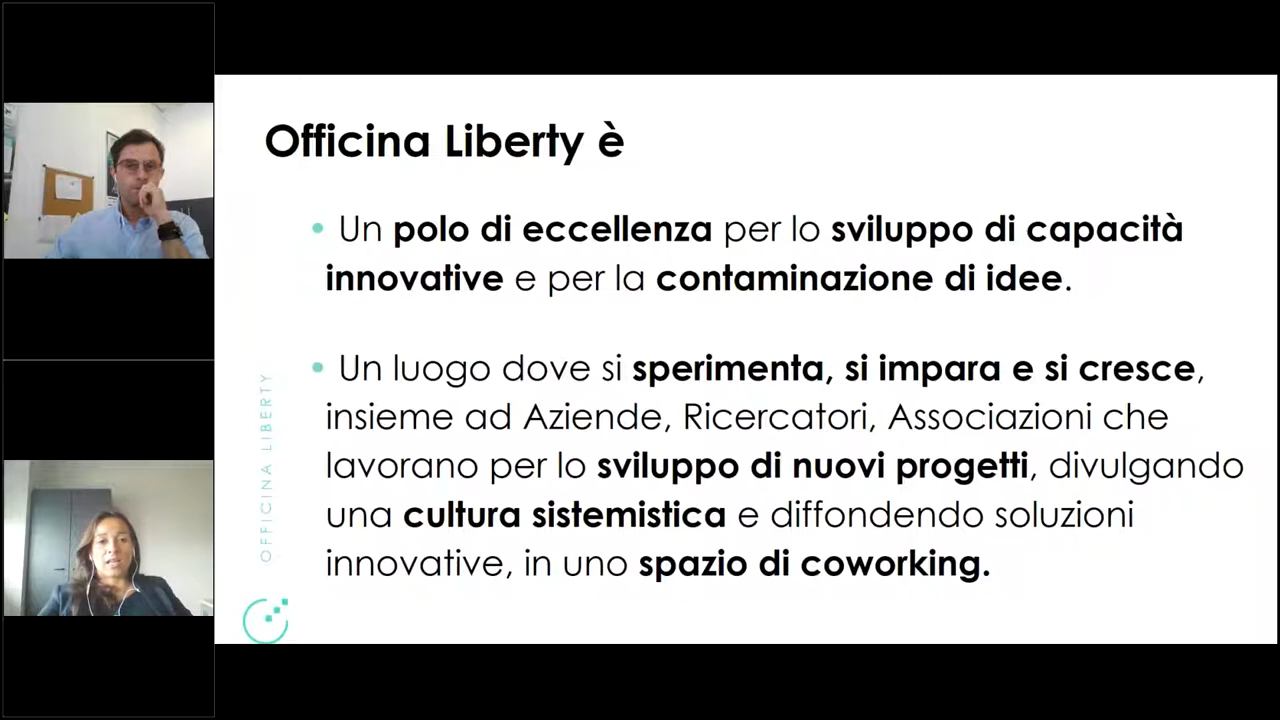 Officina Liberty è
• Un polo di eccellenza per lo sviluppo di capacità
innovative e per la contaminazione di idee.
• Un luogo dove si sperimenta, si impara e si cresce,
insieme ad Aziende, Ricercatori, Associazioni che
lavorano per lo sviluppo di nuovi progetti, divulgando
una cultura sistemistica e diffondendo soluzioni
innovative, in uno spazio di coworking.
OFFICINA LIBERTY